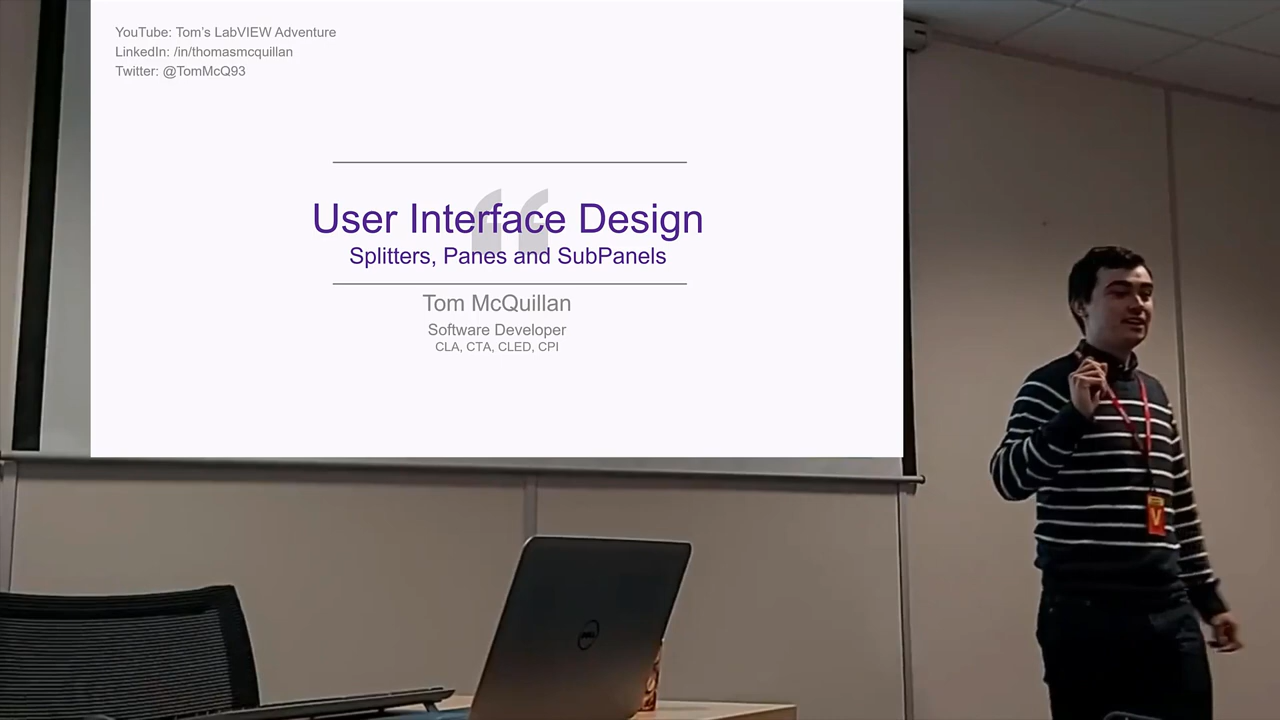 YouTube: Tom's LabVIEW Adventure
LinkedIn: /in/thomasmcquillan
Twitter: @TomMcQ93
“
User Interface Design
Splitters, Panes and SubPanels
Tom McQuillan
Software Developer
CLA, CTA, CLED, CPI
DELL
V